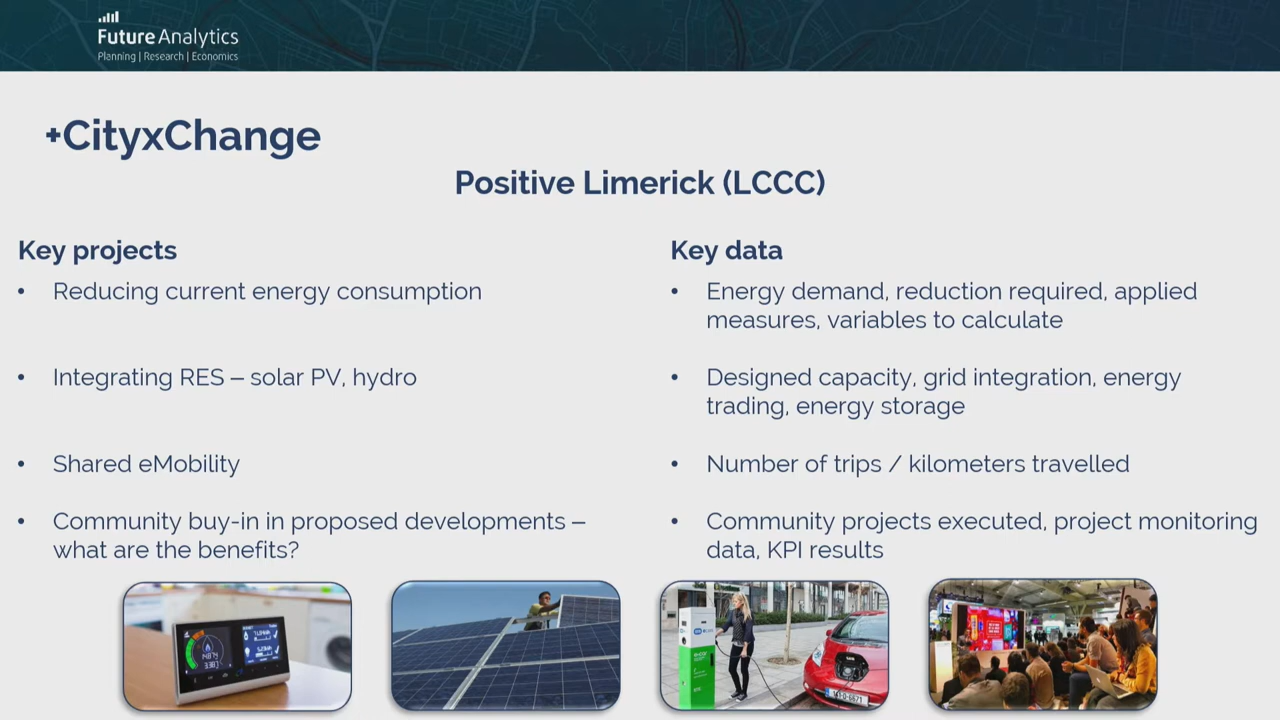 FutureAnalytics
Planning | Research | Economics
+CityxChange
Positive Limerick (LCCC)
Key projects
• Reducing current energy consumption
• Integrating RES – solar PV, hydro
• Shared eMobility
• Community buy-in in proposed developments –
what are the benefits?
Key data
• Energy demand, reduction required, applied
measures, variables to calculate
• Designed capacity, grid integration, energy
trading, energy storage
• Number of trips / kilometers travelled
• Community projects executed, project monitoring
data, KPI results